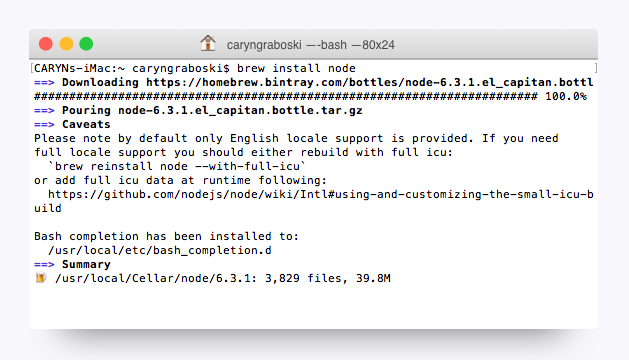 caryngraboski — -bash — 80x24
CARYNs-iMac:~ caryngraboski$ brew install node
==> Downloading https://homebrew.bintray.com/bottles/node-6.3.1.el_capitan.bottl
######################################################################## 100.0%
==> Pouring node-6.3.1.el_capitan.bottle.tar.gz
==> Caveats
Please note by default only English locale support is provided. If you need
full locale support you should either rebuild with full icu:
  `brew reinstall node --with-full-icu`
or add full icu data at runtime following:
  https://github.com/nodejs/node/wiki/Intl#using-and-customizing-the-small-icu-b
uild
Bash completion has been installed to:
  /usr/local/etc/bash_completion.d
==> Summary
🍺  /usr/local/Cellar/node/6.3.1: 3,829 files, 39.8M